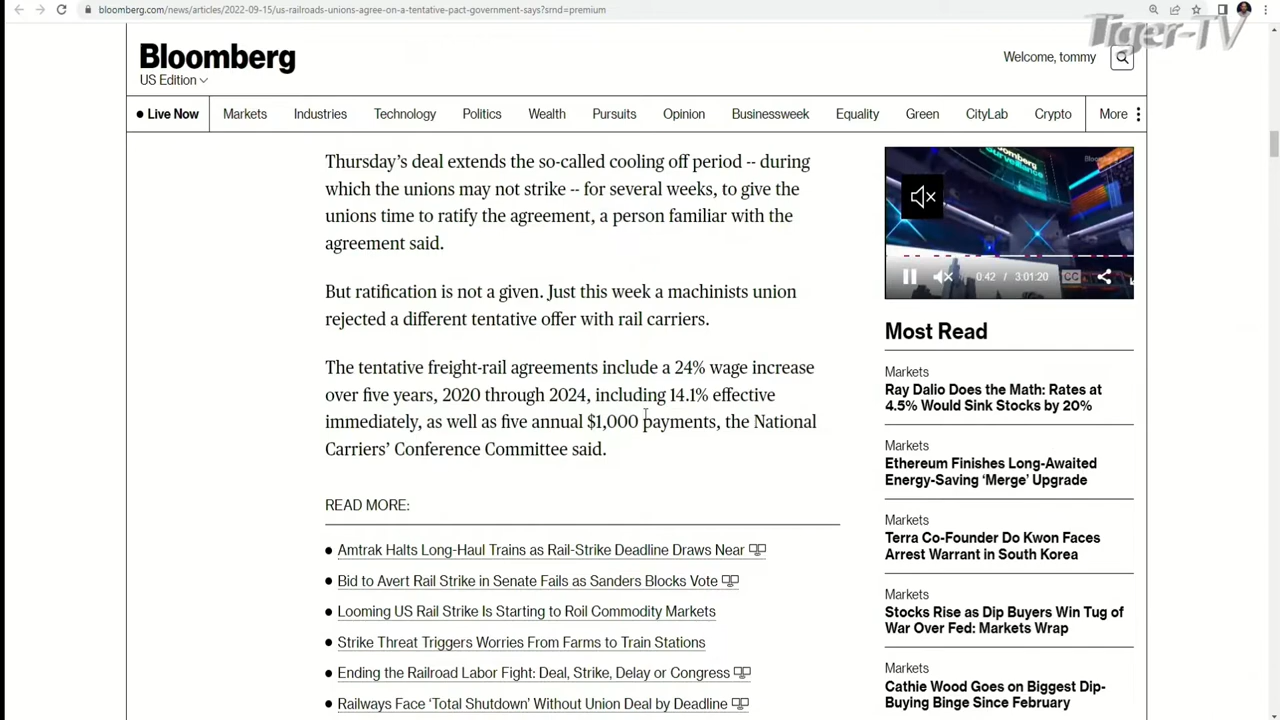 bloomberg.com/news/articles/2022-09-15/us-railroads-unions-agree-on-a-tentative-pact-government-says?srnd=premium
Tiger-TV
Bloomberg
US Edition
Welcome, tommy
Live Now
Markets
Industries
Technology
Politics
Wealth
Pursuits
Opinion
Businessweek
Equality
Green
CityLab
Crypto
More
Thursday's deal extends the so-called cooling off period -- during
which the unions may not strike -- for several weeks, to give the
unions time to ratify the agreement, a person familiar with the
agreement said.
But ratification is not a given. Just this week a machinists union
rejected a different tentative offer with rail carriers.
The tentative freight-rail agreements include a 24% wage increase
over five years, 2020 through 2024, including 14.1% effective
immediately, as well as five annual $1,000 payments, the National
Carriers' Conference Committee said.
READ MORE:
Amtrak Halts Long-Haul Trains as Rail-Strike Deadline Draws Near
Bid to Avert Rail Strike in Senate Fails as Sanders Blocks Vote
Looming US Rail Strike Is Starting to Roil Commodity Markets
Strike Threat Triggers Worries From Farms to Train Stations
Ending the Railroad Labor Fight: Deal, Strike, Delay or Congress
Railways Face 'Total Shutdown' Without Union Deal by Deadline
0:42 / 3:01:20
CC
Most Read
Markets
Ray Dalio Does the Math: Rates at
4.5% Would Sink Stocks by 20%
Markets
Ethereum Finishes Long-Awaited
Energy-Saving 'Merge' Upgrade
Markets
Terra Co-Founder Do Kwon Faces
Arrest Warrant in South Korea
Markets
Stocks Rise as Dip Buyers Win Tug of
War Over Fed: Markets Wrap
Markets
Cathie Wood Goes on Biggest Dip-
Buying Binge Since February